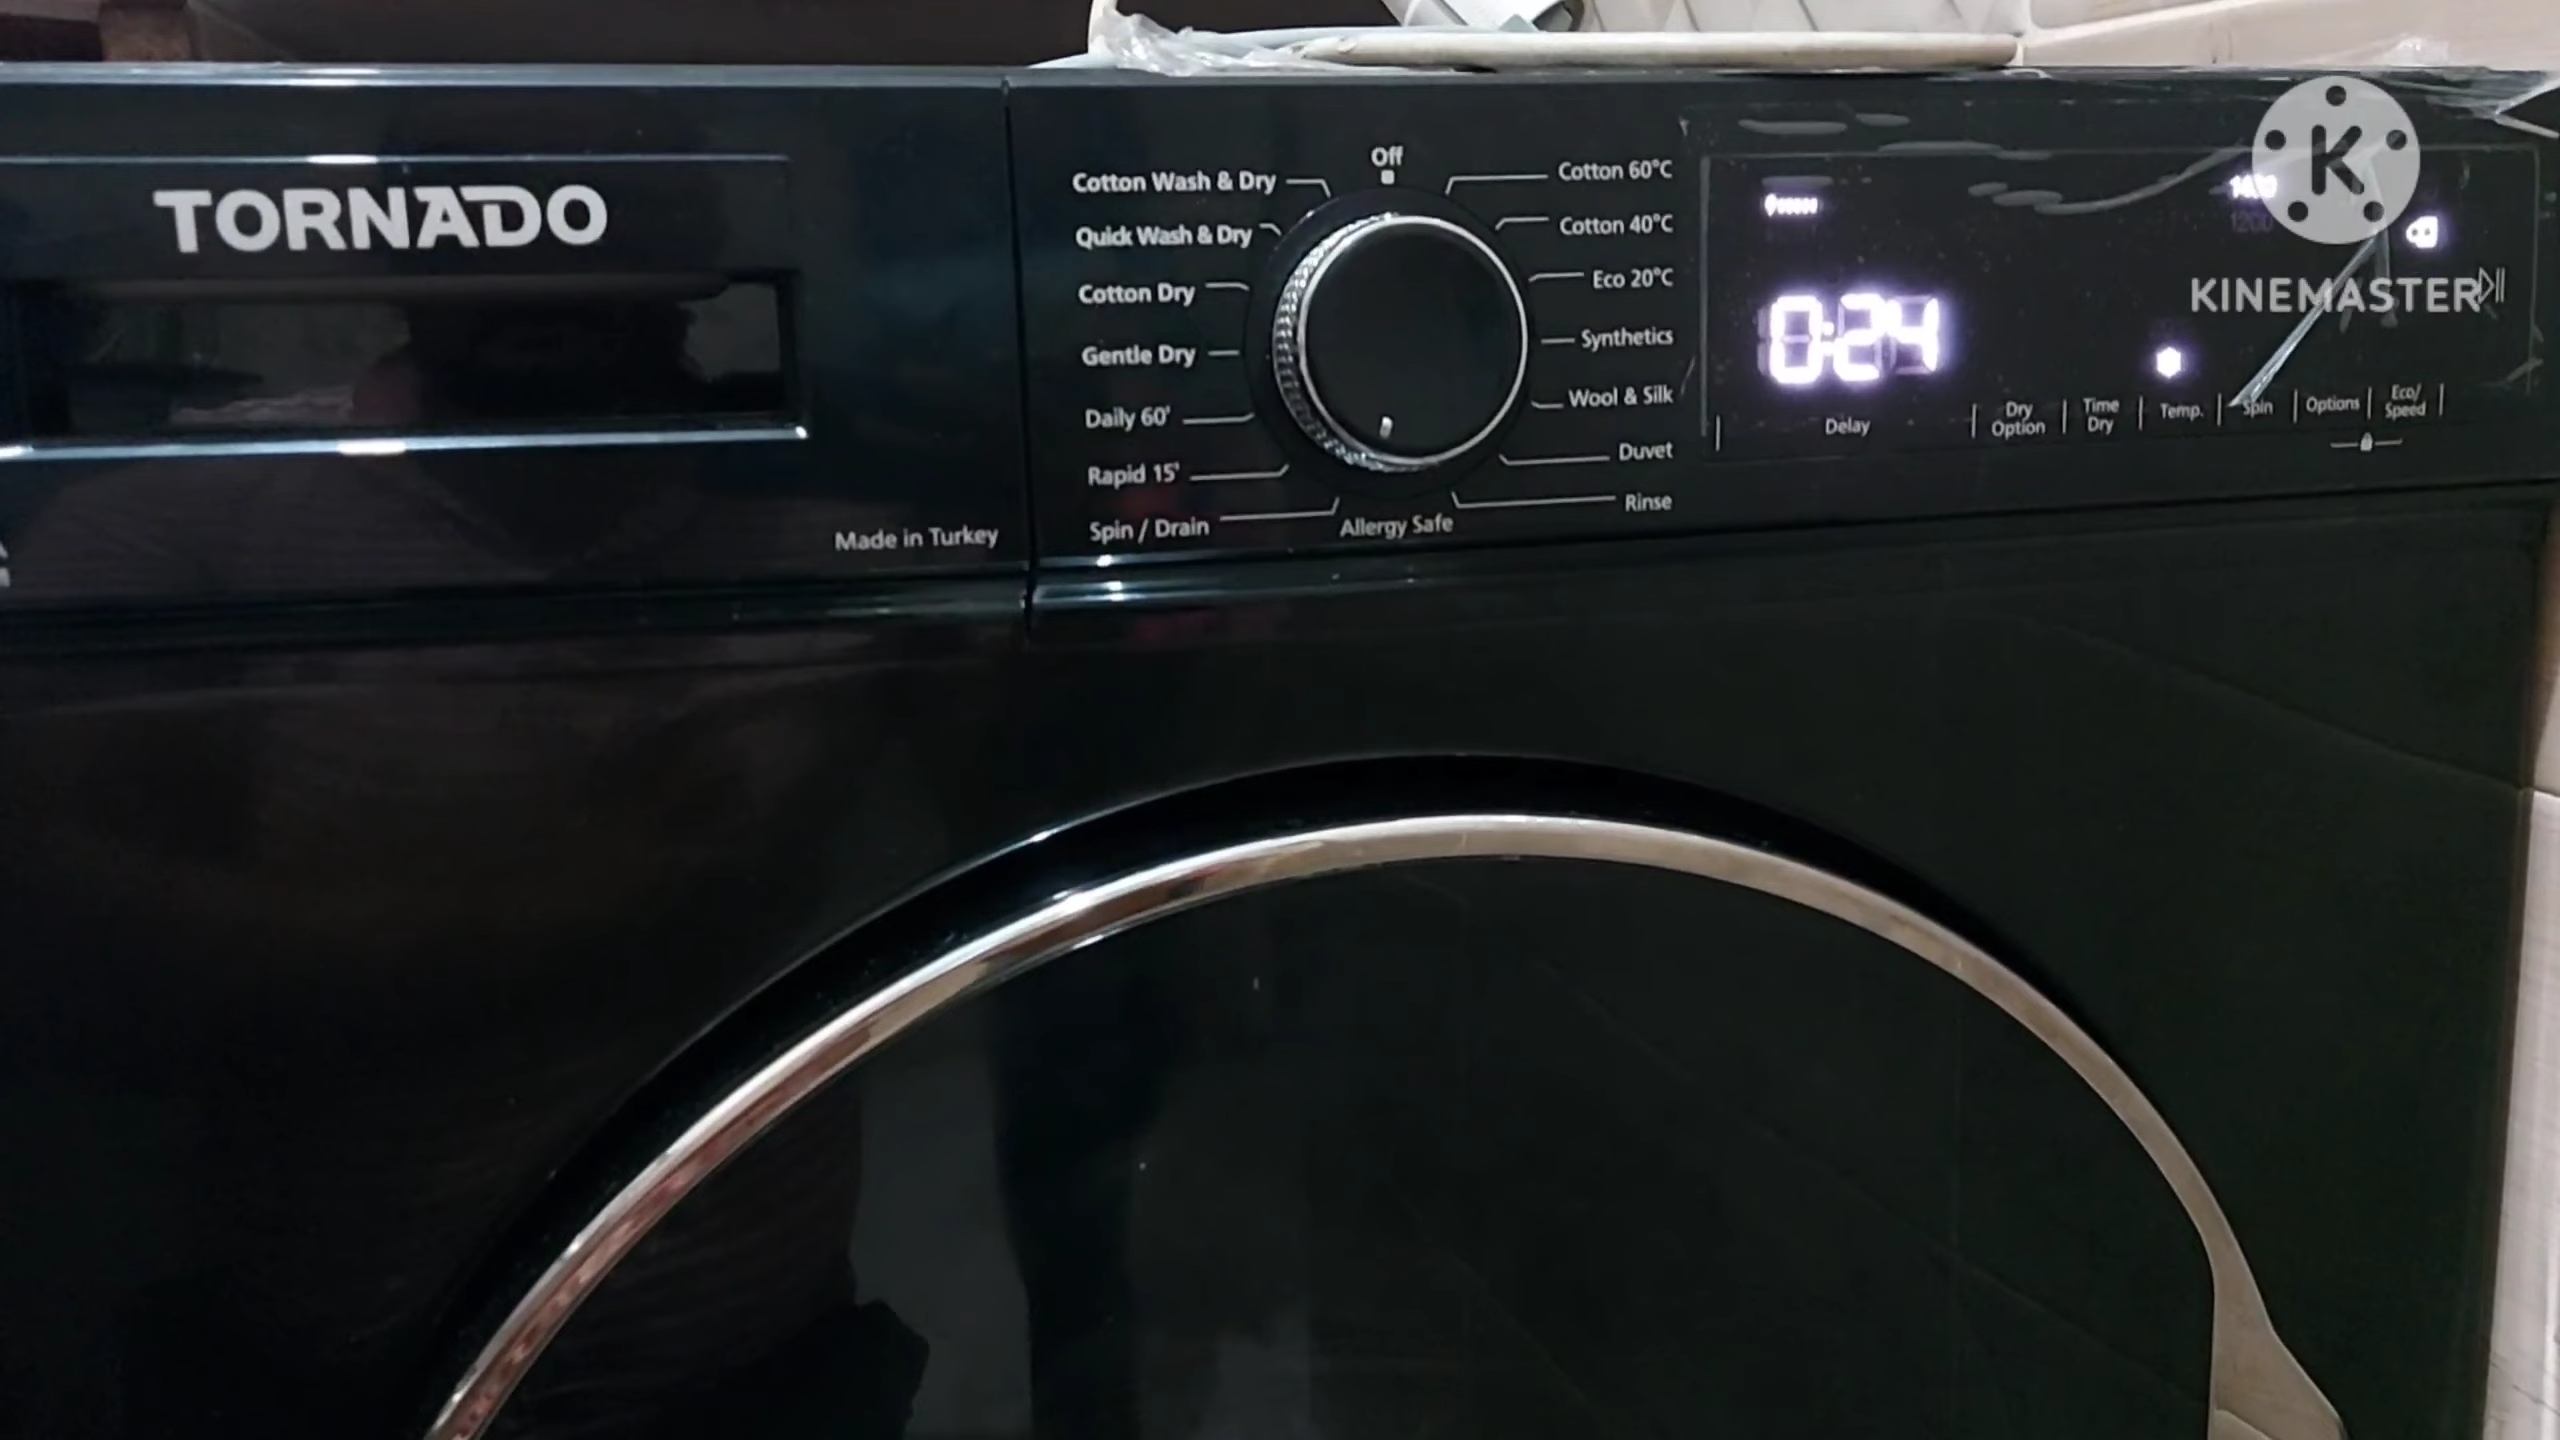 TORNADO
Made in Turkey
Off
Cotton Wash & Dry
Quick Wash & Dry
Cotton Dry
Gentle Dry
Daily 60'
Rapid 15'
Spin / Drain
Allergy Safe
Cotton 60°C
Cotton 40°C
Eco 20°C
Synthetics
Wool & Silk
Duvet
Rinse
1200
0:24
Delay
Dry Option
Time Dry
Temp.
Spin
Options
Eco/ Speed
K
KINEMASTER